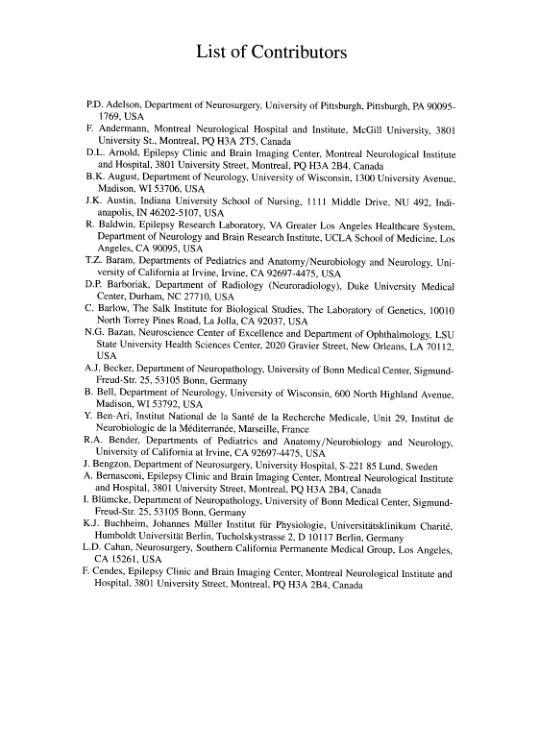 List of Contributors
P.D. Adelson, Department of Neurosurgery, University of Pittsburgh, Pittsburgh, PA 90095-
1769, USA
F. Andermann, Montreal Neurological Hospital and Institute, McGill University, 3801
University St., Montreal, PQ H3A 2T5, Canada
D.L. Arnold, Epilepsy Clinic and Brain Imaging Center, Montreal Neurological Institute
and Hospital, 3801 University Street, Montreal, PQ H3A 2B4, Canada
B.K. August, Department of Neurology, University of Wisconsin, 1300 University Avenue,
Madison, WI 53706, USA
J.K. Austin, Indiana University School of Nursing, 1111 Middle Drive, NU 492, Indi-
anapolis, IN 46202-5107, USA
R. Baldwin, Epilepsy Research Laboratory, VA Greater Los Angeles Healthcare System,
Department of Neurology and Brain Research Institute, UCLA School of Medicine, Los
Angeles, CA 90095, USA
T.Z. Baram, Departments of Pediatrics and Anatomy/Neurobiology and Neurology, Uni-
versity of California at Irvine, Irvine, CA 92697-4475, USA
D.P. Barboriak, Department of Radiology (Neuroradiology), Duke University Medical
Center, Durham, NC 27710, USA
C. Barlow, The Salk Institute for Biological Studies, The Laboratory of Genetics, 10010
North Torrey Pines Road, La Jolla, CA 92037, USA
N.G. Bazan, Neuroscience Center of Excellence and Department of Ophthalmology, LSU
State University Health Sciences Center, 2020 Gravier Street, New Orleans, LA 70112,
USA
A.J. Becker, Department of Neuropathology, University of Bonn Medical Center, Sigmund-
Freud-Str. 25, 53105 Bonn, Germany
B. Bell, Department of Neurology, University of Wisconsin, 600 North Highland Avenue,
Madison, WI 53792, USA
Y. Ben-Ari, Institut National de la Santé de la Recherche Medicale, Unit 29, Institut de
Neurobiologie de la Méditerranée, Marseille, France
R.A. Bender, Departments of Pediatrics and Anatomy/Neurobiology and Neurology,
University of California at Irvine, CA 92697-4475, USA
J. Bengzon, Department of Neurosurgery, University Hospital, S-221 85 Lund, Sweden
A. Bernasconi, Epilepsy Clinic and Brain Imaging Center, Montreal Neurological Institute
and Hospital, 3801 University Street, Montreal, PQ H3A 2B4, Canada
I. Blümcke, Department of Neuropathology, University of Bonn Medical Center, Sigmund-
Freud-Str. 25, 53105 Bonn, Germany
K.J. Buchheim, Johannes Müller Institut für Physiologie, Universitätsklinikum Charité,
Humboldt Universität Berlin, Tucholskystrasse 2, D 10117 Berlin, Germany
L.D. Cahan, Neurosurgery, Southern California Permanente Medical Group, Los Angeles,
CA 15261, USA
F. Cendes, Epilepsy Clinic and Brain Imaging Center, Montreal Neurological Institute and
Hospital, 3801 University Street, Montreal, PQ H3A 2B4, Canada